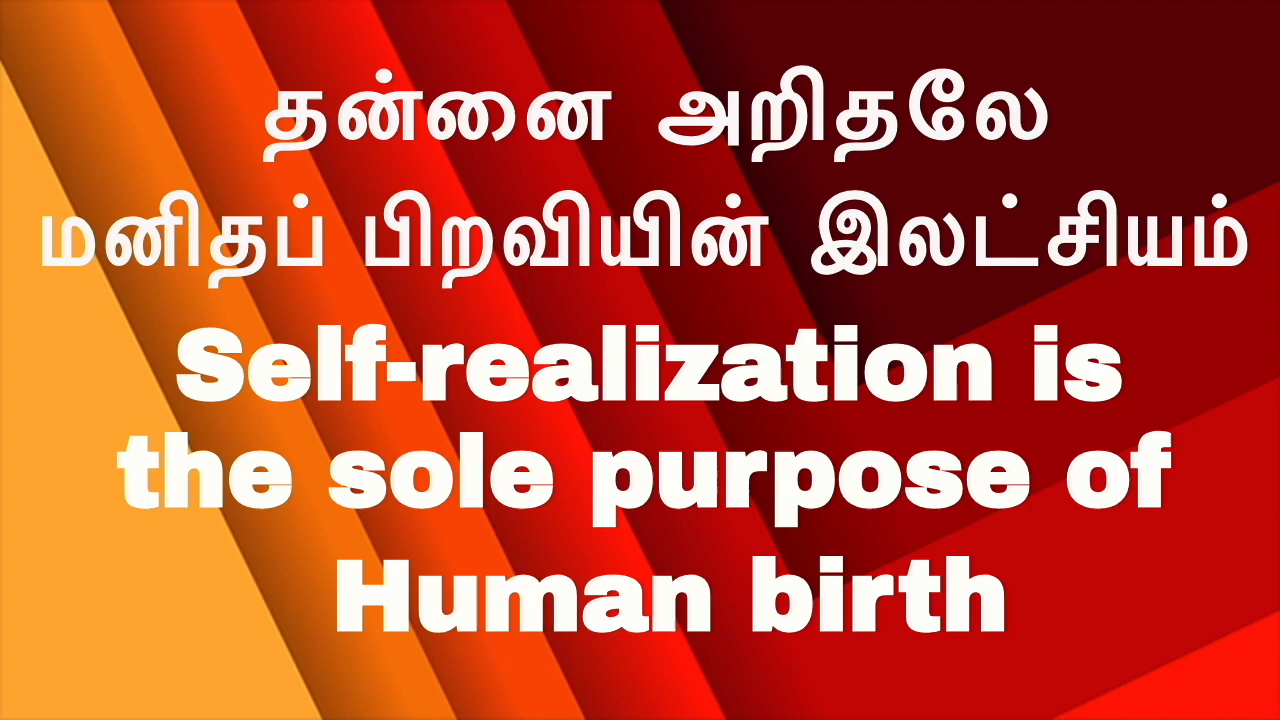 தன்னை அறிதலே
மனிதப் பிறவியின் இலட்சியம்
Self-realization is
the sole purpose of
Human birth